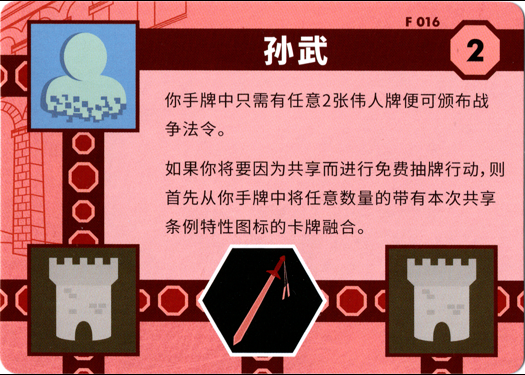 F 016
孙武
2
你手牌中只需有任意2张伟人牌便可颁布战
争法令。
如果你将要因为共享而进行免费抽牌行动,则
首先从你手牌中将任意数量的带有本次共享
条例特性图标的卡牌融合。